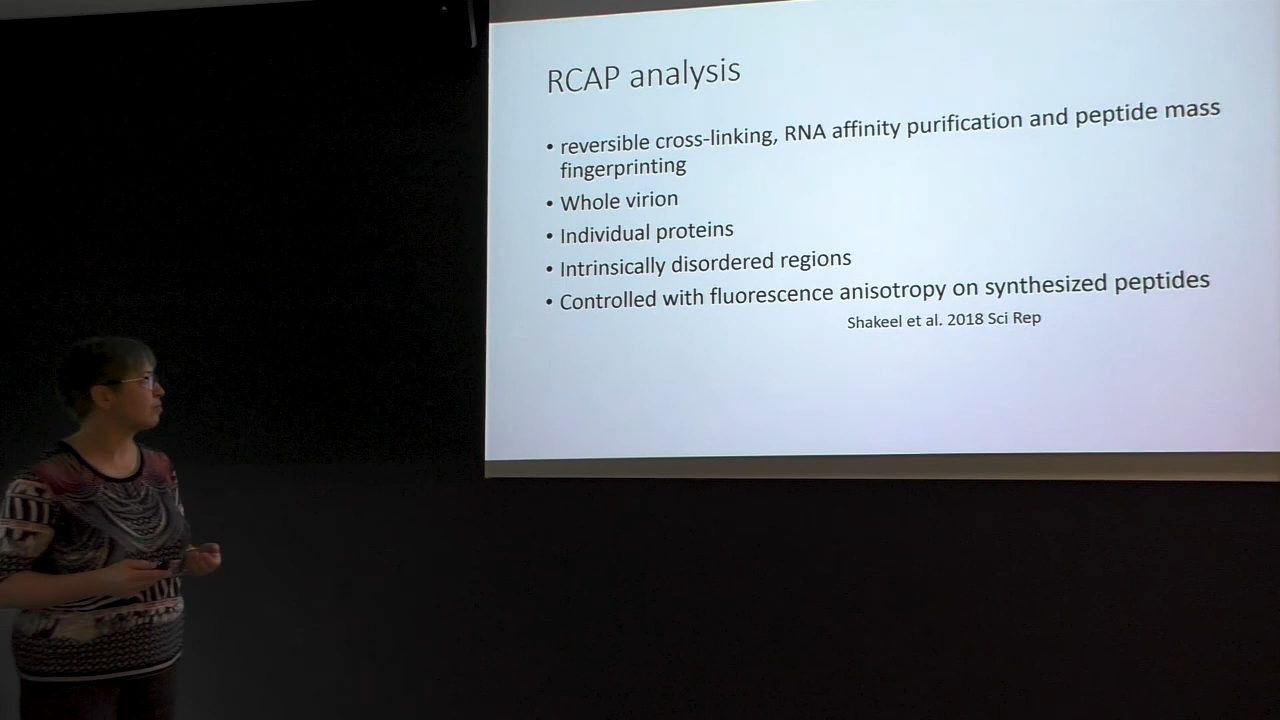 RCAP analysis
• reversible cross-linking, RNA affinity purification and peptide mass
fingerprinting
• Whole virion
• Individual proteins
• Intrinsically disordered regions
• Controlled with fluorescence anisotropy on synthesized peptides
Shakeel et al. 2018 Sci Rep